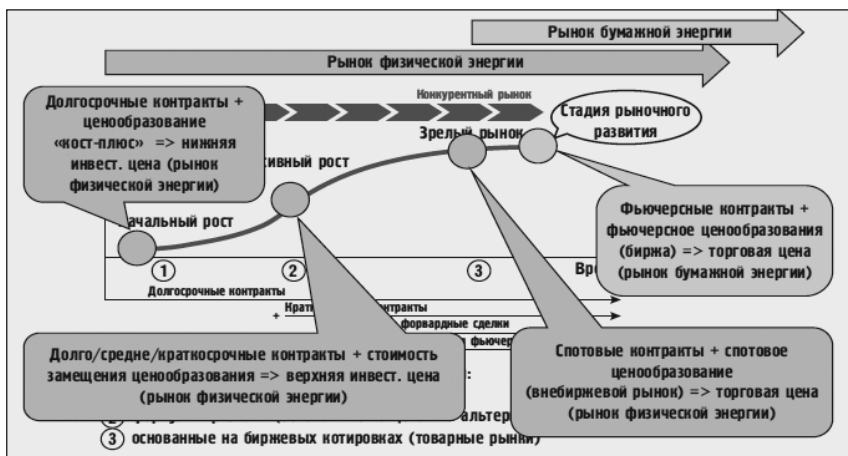 Рынок бумажной энергии
Рынок физической энергии
Долгосрочные контракты +
ценообразование
«кост-плюс» => нижняя
инвест. цена (рынок
физической энергии)
Конкурентный рынок
Зрелый рынок
Стадия рыночного
развития
рост
рост
Фьючерсные контракты +
фьючерсное ценообразования
(биржа) => торговая цена
(рынок бумажной энергии)
1
2
3
Долгосрочные контракты
+
форвардные сделки
Долго/средне/краткосрочные контракты + стоимость
замещения ценообразования => верхняя инвест. цена
(рынок физической энергии)
Спотовые контракты + спотовое
ценообразование
(внебиржевой рынок) => торговая цена
(рынок физической энергии)
3 основанные на биржевых котировках (товарные рынки)